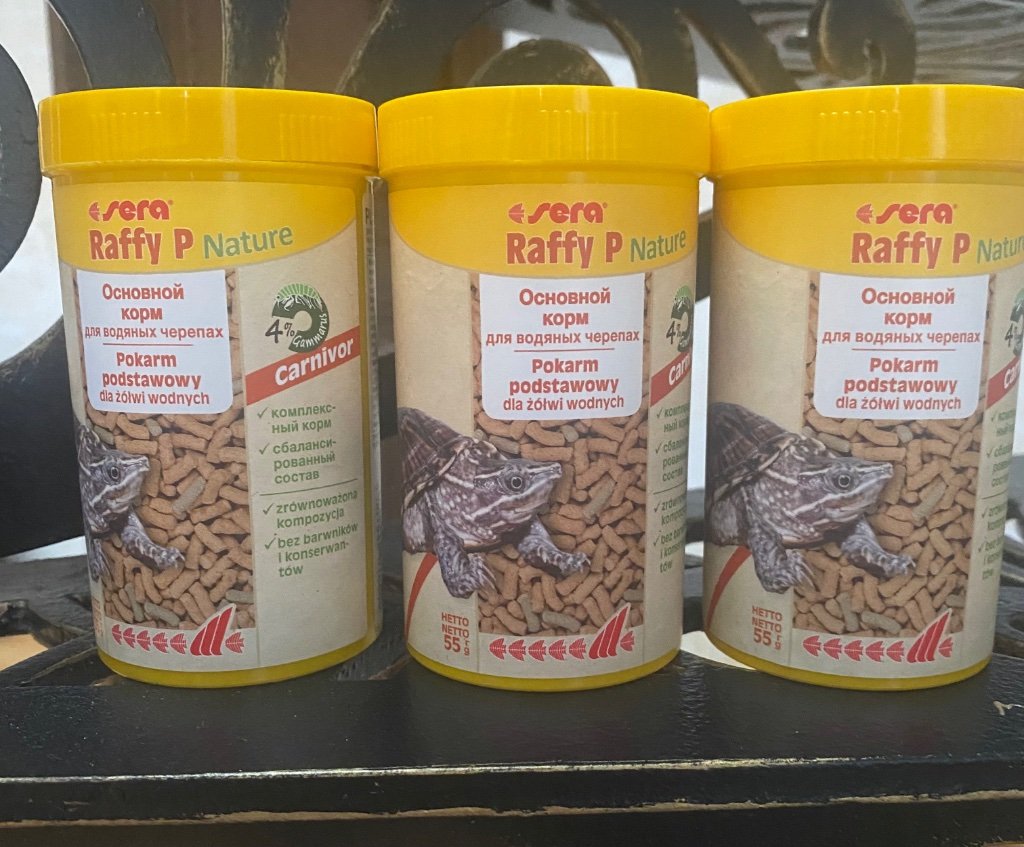 sera®
Raffy P Nature
Основной
корм
для водяных черепах
Pokarm
podstawowy
dla żółwi wodnych
4%
Gammarus
carnivor
✓ комплекс-
ный корм
✓ сбаланси-
рованный
состав
✓ zrównoważona
kompozycja
✓ bez barwników
i konserwan-
tów
sera®
Raffy P Nature
Основной
корм
для водяных черепах
Pokarm
podstawowy
dla żółwi wodnych
4%
НЕТТО
NETTO
55 г
g
sera®
Raffy P Natur
Основной
корм
для водяных черепах
Pokarm
podstawowy
dla żółwi wodnych
НЕТТО
NETTO
55 г
g